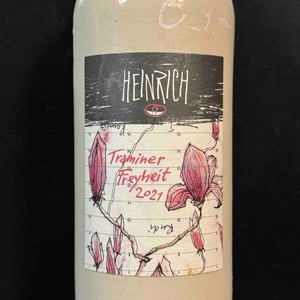 HEINRICH
Traminer
Freyheit
2021